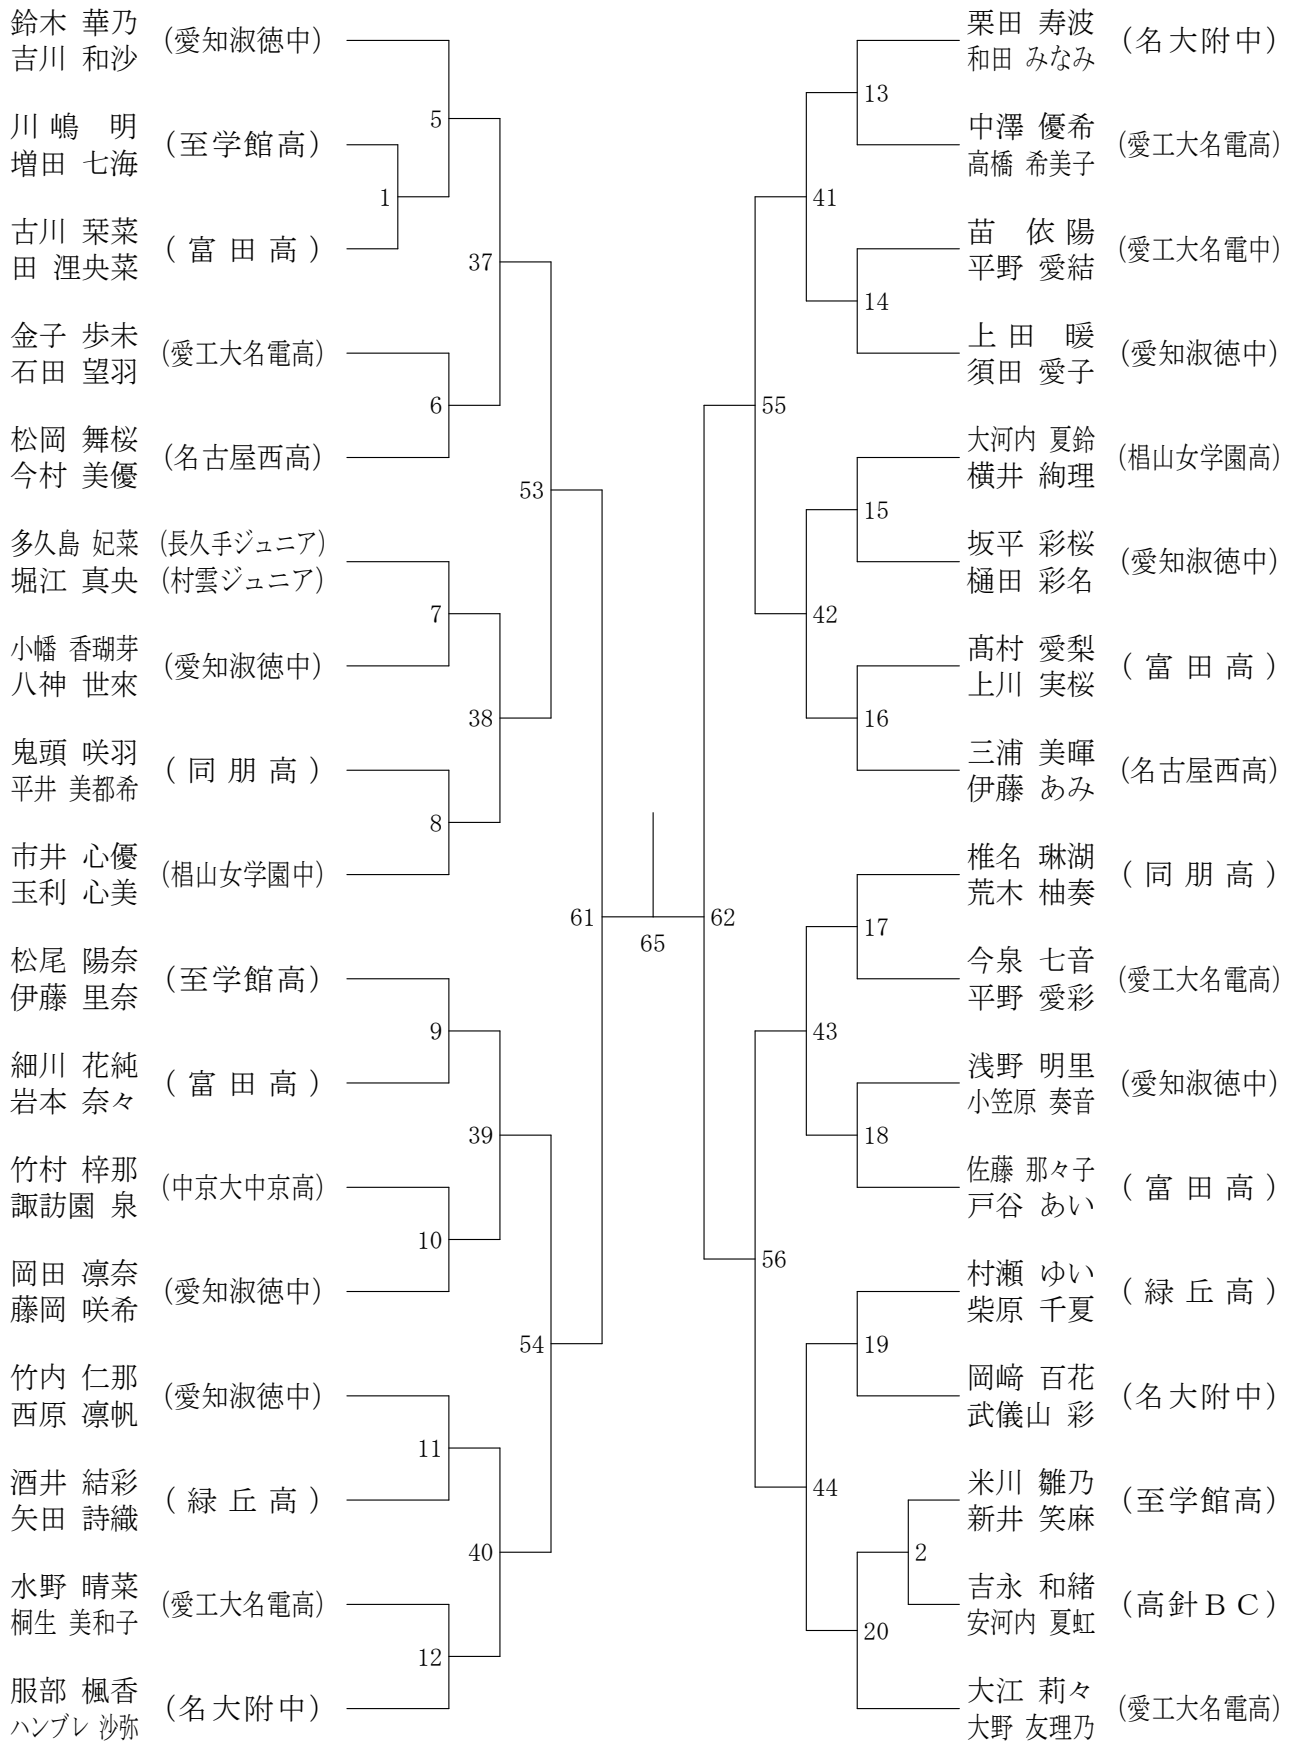 鈴木 華乃
吉川 和沙
(愛知淑徳中)
川嶋 明
増田 七海
(至学館高)
古川 栞菜
田 浬央菜
(富田高)
金子 歩未
石田 望羽
(愛工大名電高)
松岡 舞桜
今村 美優
(名古屋西高)
多久島 妃菜 (長久手ジュニア)
堀江 真央 (村雲ジュニア)
小幡 香瑚芽
八神 世來
(愛知淑徳中)
鬼頭 咲羽
平井 美都希
(同朋高)
市井 心優
玉利 心美
(椙山女学園中)
松尾 陽奈
伊藤 里奈
(至学館高)
細川 花純
岩本 奈々
(富田高)
竹村 梓那
諏訪園 泉
(中京大中京高)
岡田 凛奈
藤岡 咲希
(愛知淑徳中)
竹内 仁那
西原 凛帆
(愛知淑徳中)
酒井 結彩
矢田 詩織
(緑丘高)
水野 晴菜
桐生 美和子
(愛工大名電高)
服部 楓香
ハンブレ 沙弥
(名大附中)
5
1
37
6
53
7
38
8
61
9
39
10
54
11
40
12
65
62
13
41
14
55
15
42
16
17
43
18
56
19
44
2
20
栗田 寿波
和田 みなみ
(名大附中)
中澤 優希
高橋 希美子
(愛工大名電高)
苗 依陽
平野 愛結
(愛工大名電中)
上田 暖
須田 愛子
(愛知淑徳中)
大河内 夏鈴
横井 絢理
(椙山女学園高)
坂平 彩桜
樋田 彩名
(愛知淑徳中)
髙村 愛梨
上川 実桜
(富田高)
三浦 美暉
伊藤 あみ
(名古屋西高)
椎名 琳湖
荒木 柚奏
(同朋高)
今泉 七音
平野 愛彩
(愛工大名電高)
浅野 明里
小笠原 奏音
(愛知淑徳中)
佐藤 那々子
戸谷 あい
(富田高)
村瀬 ゆい
柴原 千夏
(緑丘高)
岡﨑 百花
武儀山 彩
(名大附中)
米川 雛乃
新井 笑麻
(至学館高)
吉永 和緒
安河内 夏虹
(高針BC)
大江 莉々
大野 友理乃
(愛工大名電高)